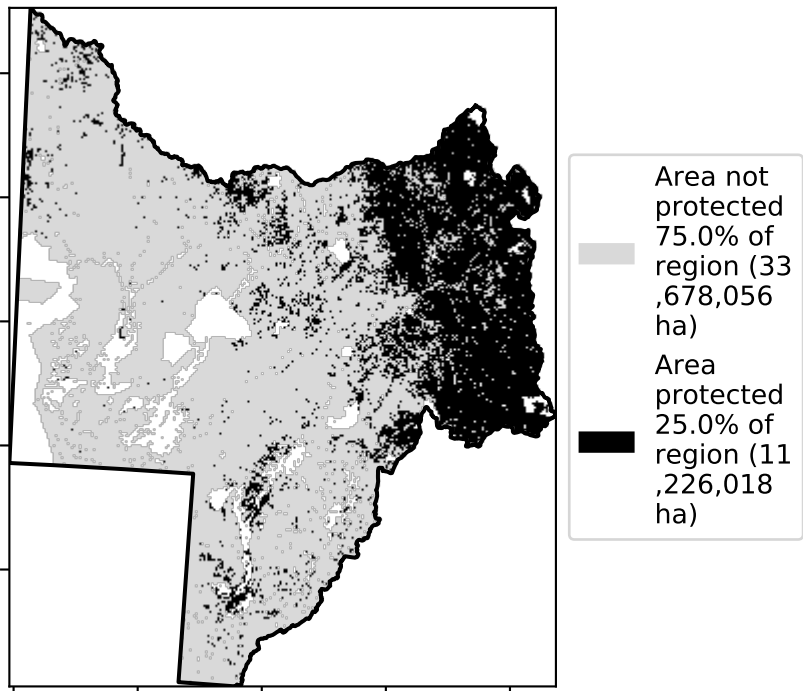 Area not
protected
75.0% of
region (33
,678,056
ha)
Area
protected
25.0% of
region (11
,226,018
ha)